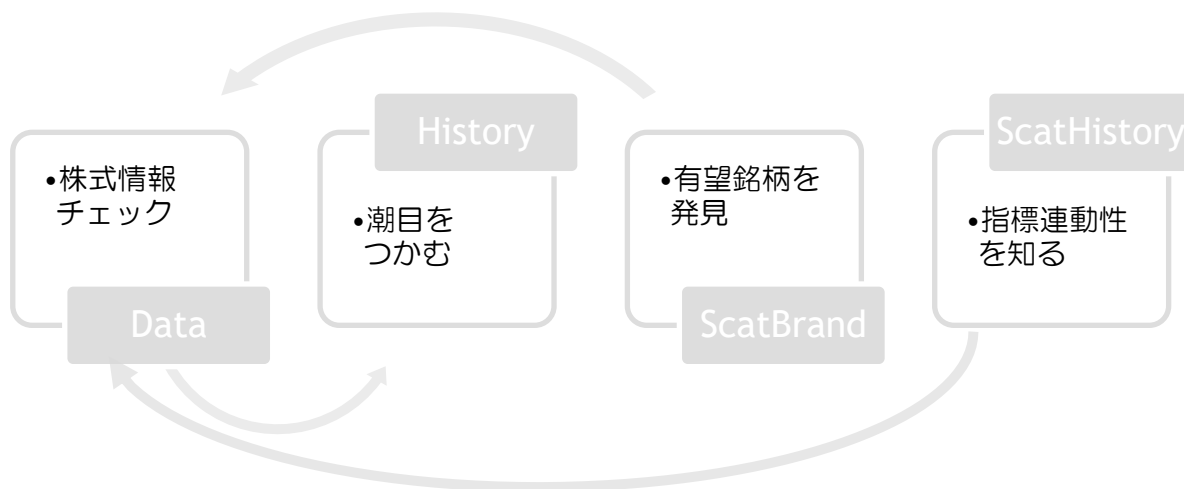 •株式情報
チェック
Data
History
•潮目を
つかむ
•有望銘柄を
発見
ScatBrand
ScatHistory
•指標連動性
を知る